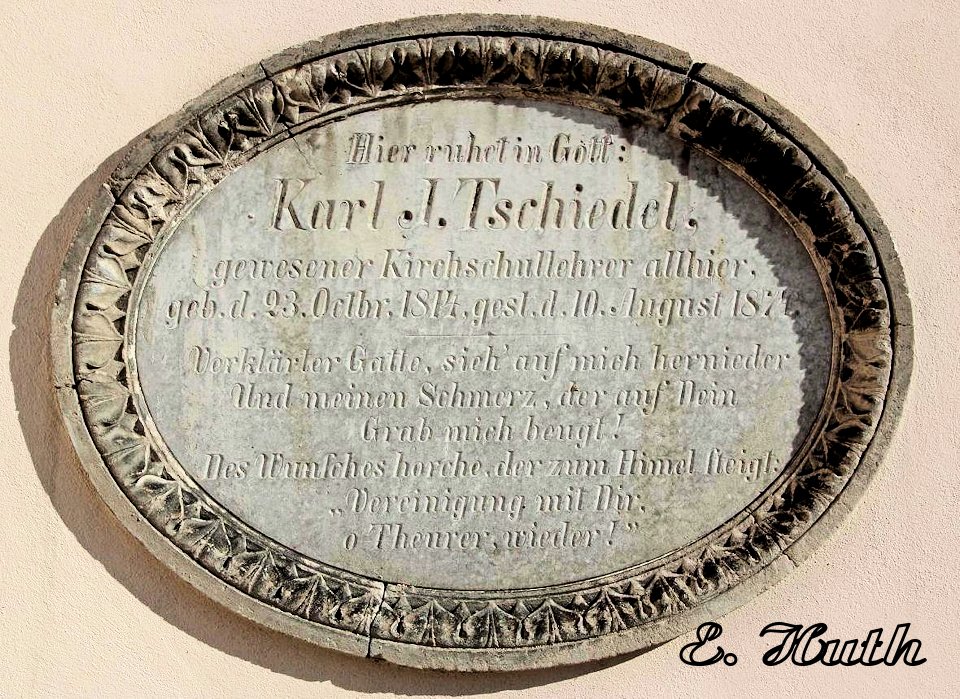 Hier ruhet in Gott:
Karl J. Tschiedel,
gewesener Kirchschullehrer allhier,
geb. d. 23. Octbr. 1814, gest. d. 10. August 1877.
Verklärter Gatte, sieh' auf mich hernieder
Und meinen Schmerz, der auf Dein
Grab mich beugt!
Des Wunsches horche, der zum Himel steigt:
„Vereinigung mit Dir,
o Theurer, wieder!"
E. Huth